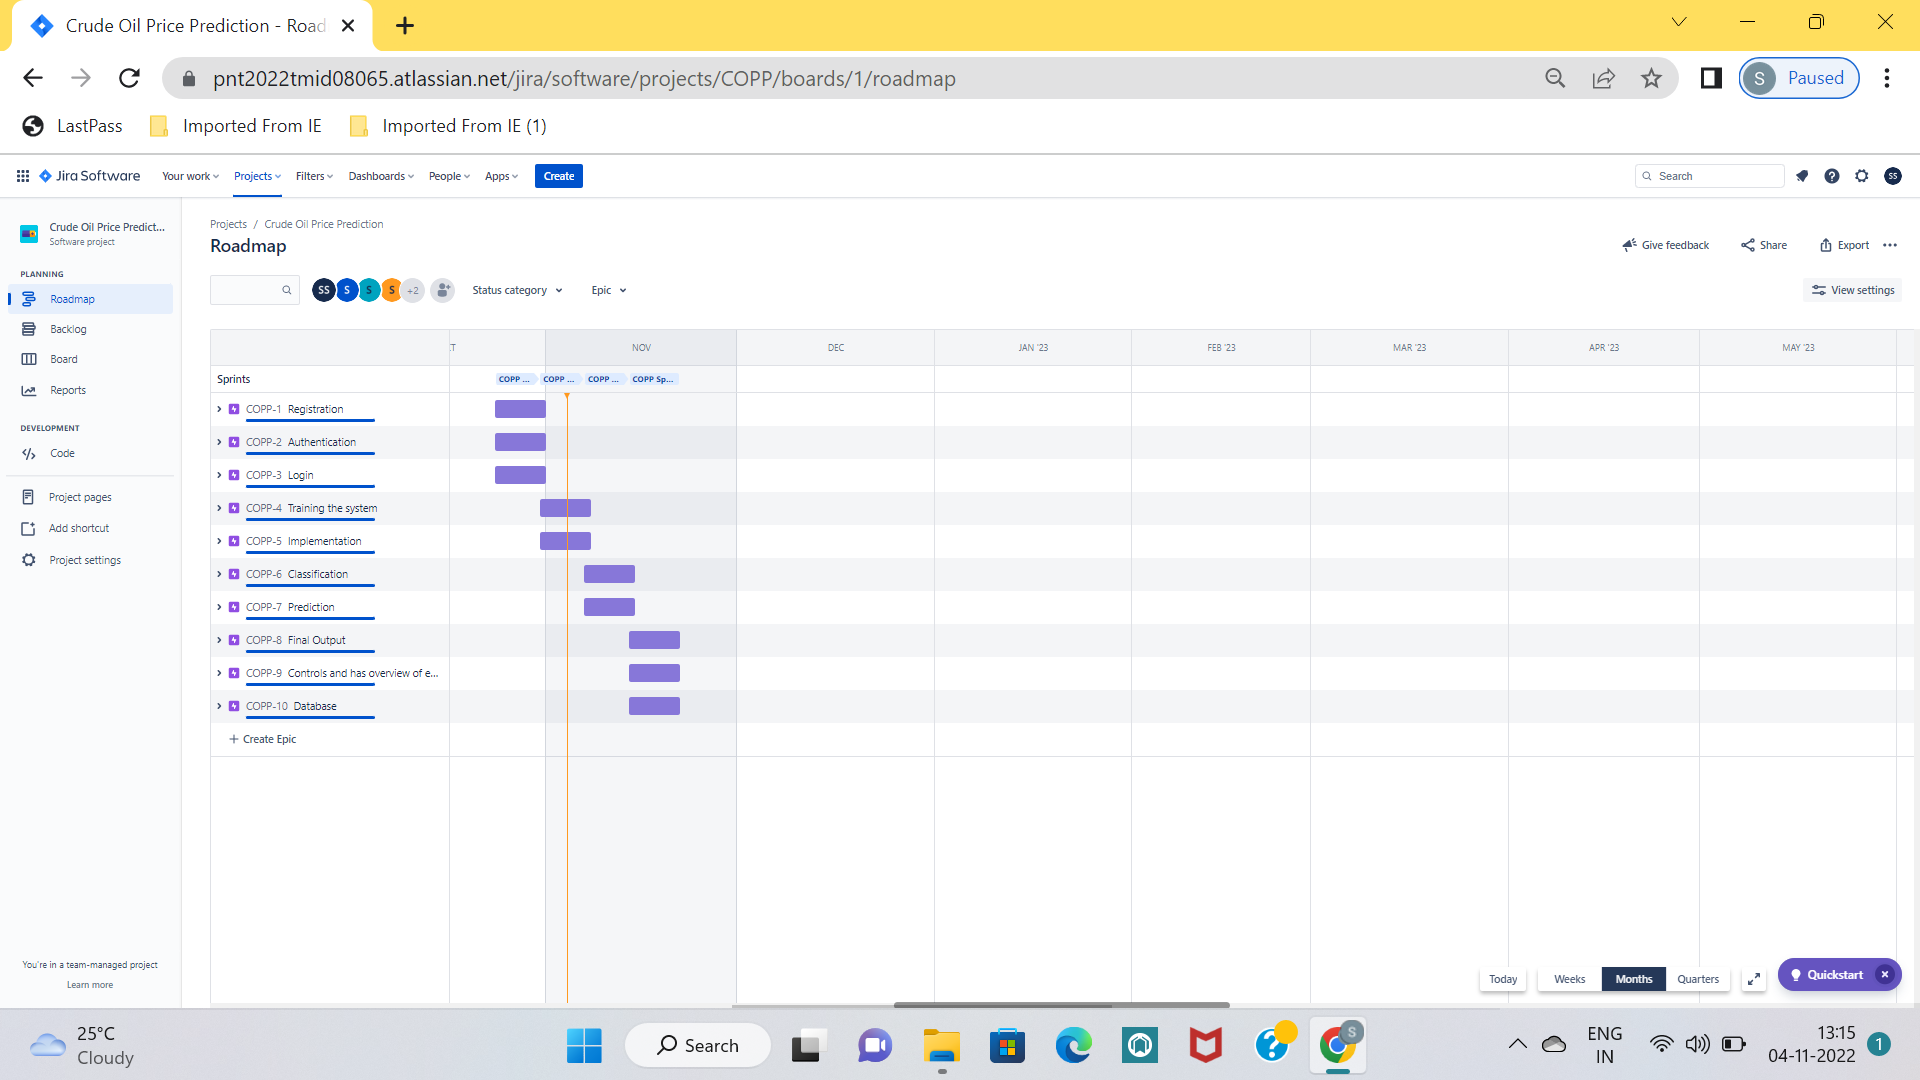 Crude Oil Price Prediction - Road
pnt2022tmid08065.atlassian.net/jira/software/projects/COPP/boards/1/roadmap
S Paused
LastPass
Imported From IE
Imported From IE (1)
Jira Software
Your work
Projects
Filters
Dashboards
People
Apps
Create
Search
SS
Crude Oil Price Predict...
Software project
PLANNING
Roadmap
Backlog
Board
Reports
DEVELOPMENT
Code
Project pages
Add shortcut
Project settings
You're in a team-managed project
Learn more
Projects / Crude Oil Price Prediction
Roadmap
Give feedback
Share
Export
SS S S S +2
Status category
Epic
View settings
NOV DEC JAN '23 FEB '23 MAR '23 APR '23 MAY '23
Sprints
COPP ... COPP ... COPP ... COPP Sp...
COPP-1 Registration
COPP-2 Authentication
COPP-3 Login
COPP-4 Training the system
COPP-5 Implementation
COPP-6 Classification
COPP-7 Prediction
COPP-8 Final Output
COPP-9 Controls and has overview of e...
COPP-10 Database
+ Create Epic
Today
Weeks
Months
Quarters
Quickstart
25°C
Cloudy
Search
S
ENG
IN
13:15
04-11-2022
1